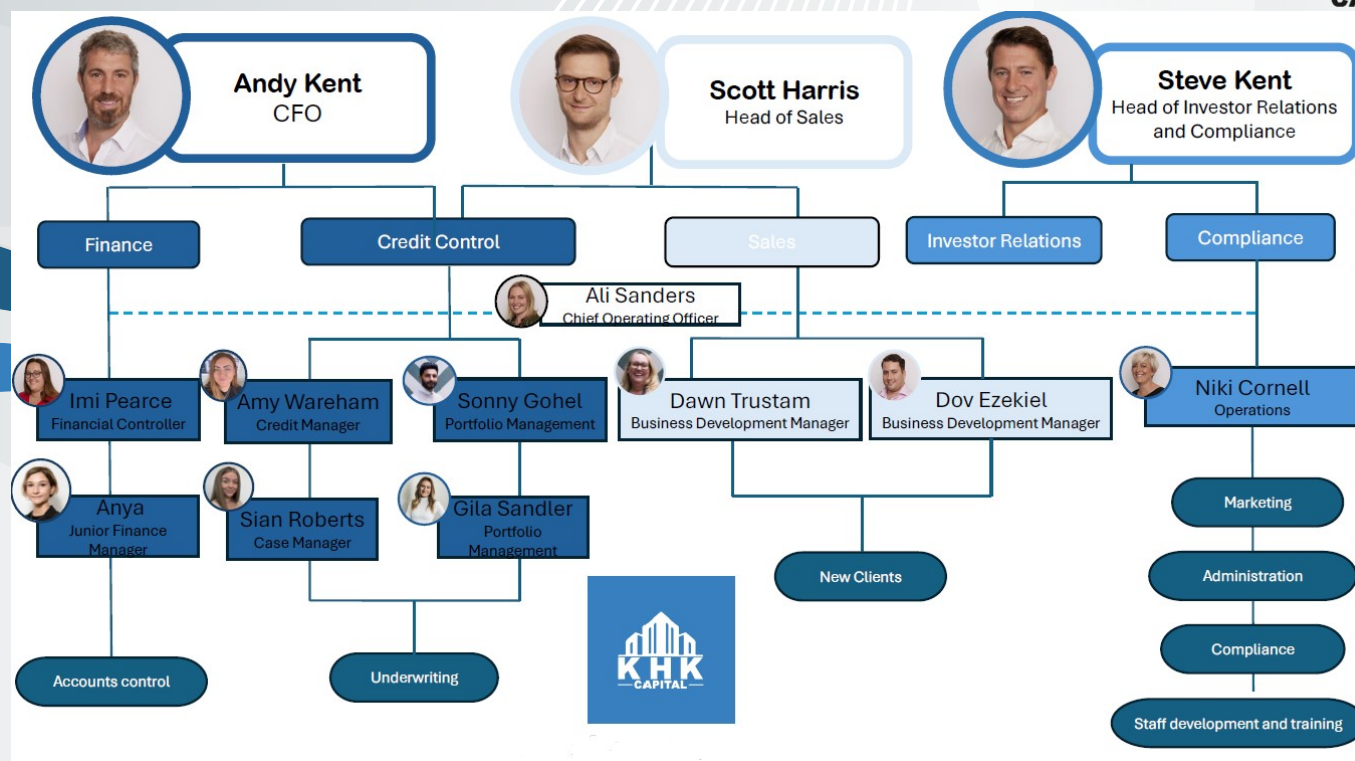 Andy Kent
CFO
Scott Harris
Head of Sales
Steve Kent
Head of Investor Relations
and Compliance
Finance
Credit Control
Sales
Investor Relations
Compliance
Ali Sanders
Chief Operating Officer
Imi Pearce
Financial Controller
Amy Wareham
Credit Manager
Sonny Gohel
Portfolio Management
Dawn Trustam
Business Development Manager
Dov Ezekiel
Business Development Manager
Niki Cornell
Operations
Anya
Junior Finance
Manager
Sian Roberts
Case Manager
Gila Sandler
Portfolio
Management
Marketing
New Clients
Administration
Compliance
Accounts control
Underwriting
KHK
CAPITAL
Staff development and training